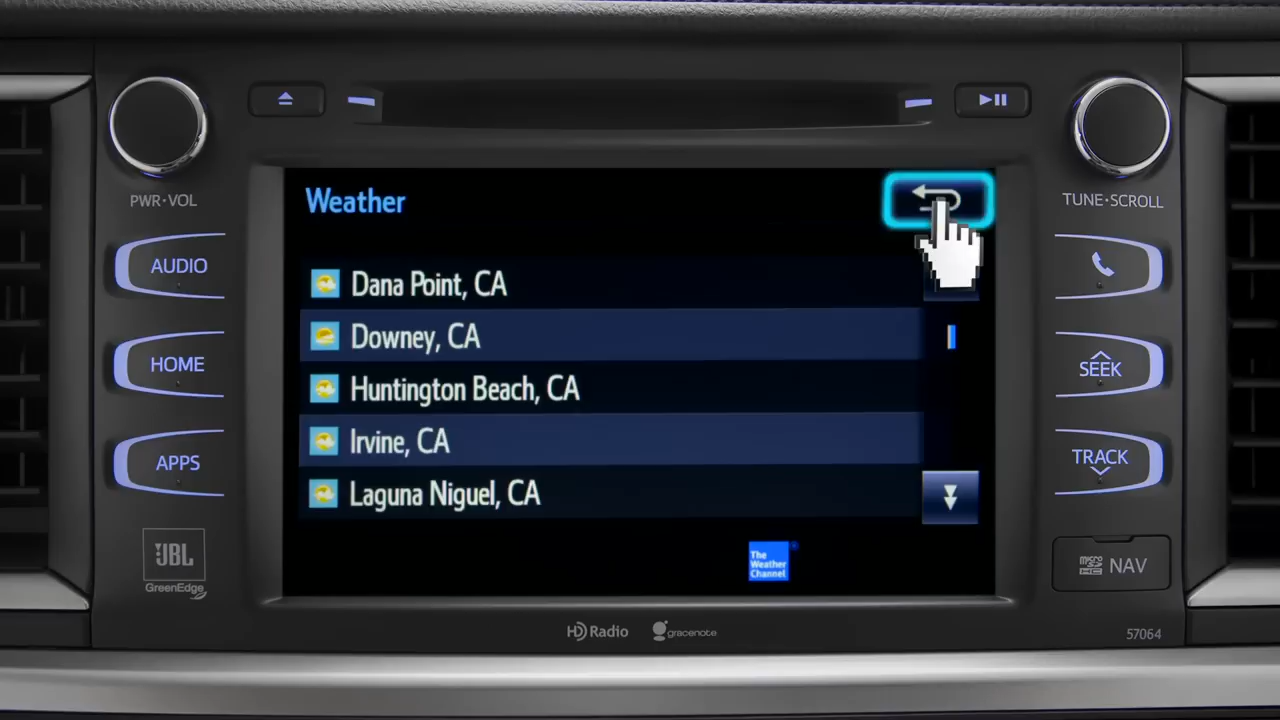 PWR•VOL
TUNE•SCROLL
AUDIO
HOME
APPS
JBL
GreenEdge
Weather
Dana Point, CA
Downey, CA
Huntington Beach, CA
Irvine, CA
Laguna Niguel, CA
The
Weather
Channel
SEEK
TRACK
micro
NAV
HD Radio
gracenote
57064